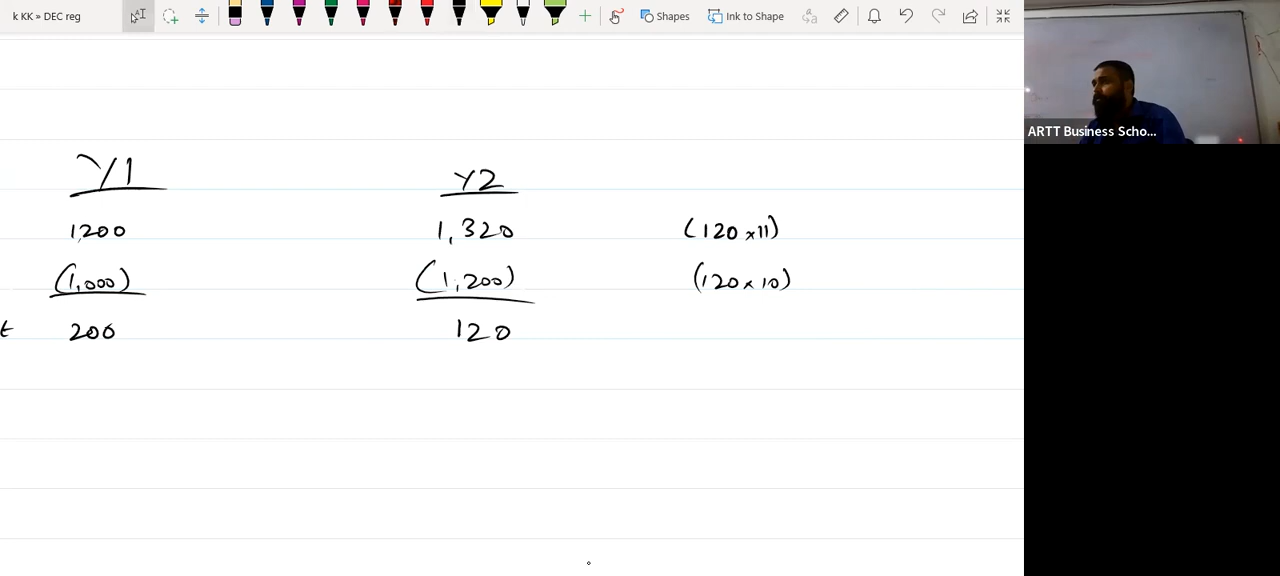 k KK » DEC reg
Shapes
Ink to Shape
ARTT Business Scho...
Y1 Y2
1200 1,320 (120 x 11)
(1,000) (1,200) (120 x 10)
t 200 120